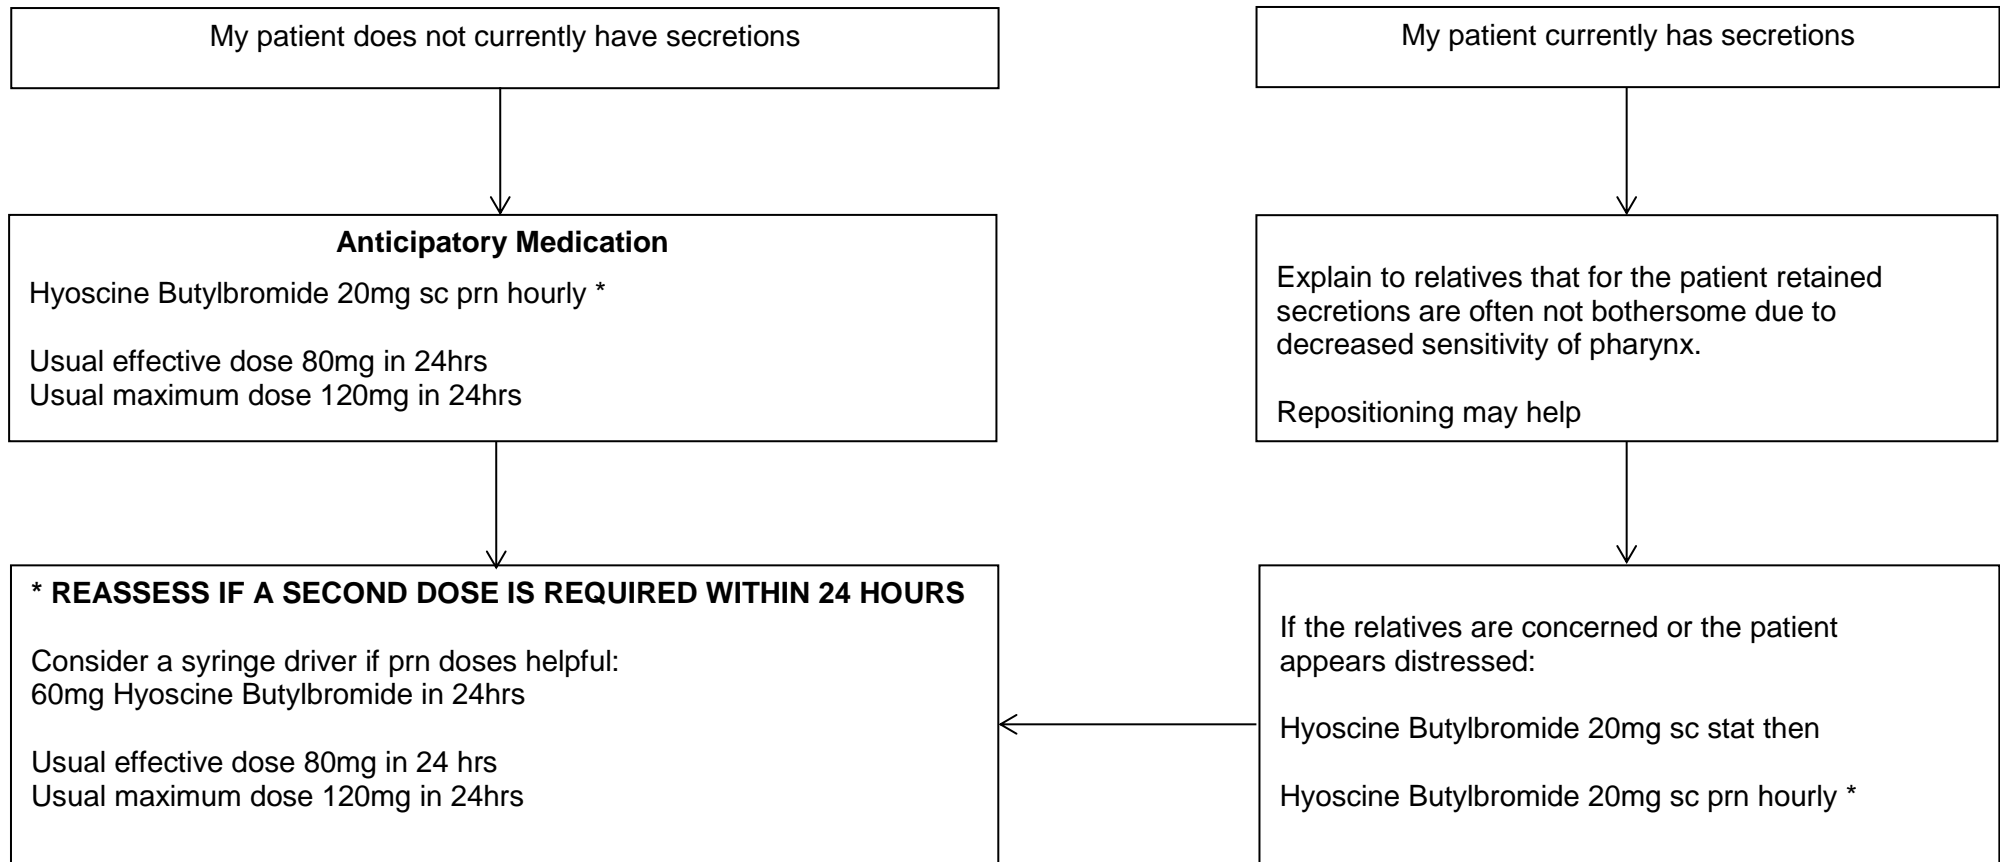 My patient does not currently have secretions
My patient currently has secretions
Anticipatory Medication
Hyoscine Butylbromide 20mg sc prn hourly *
Usual effective dose 80mg in 24hrs
Usual maximum dose 120mg in 24hrs
Explain to relatives that for the patient retained
secretions are often not bothersome due to
decreased sensitivity of pharynx.
Repositioning may help
* REASSESS IF A SECOND DOSE IS REQUIRED WITHIN 24 HOURS
Consider a syringe driver if prn doses helpful:
60mg Hyoscine Butylbromide in 24hrs
Usual effective dose 80mg in 24 hrs
Usual maximum dose 120mg in 24hrs
If the relatives are concerned or the patient
appears distressed:
Hyoscine Butylbromide 20mg sc stat then
Hyoscine Butylbromide 20mg sc prn hourly *